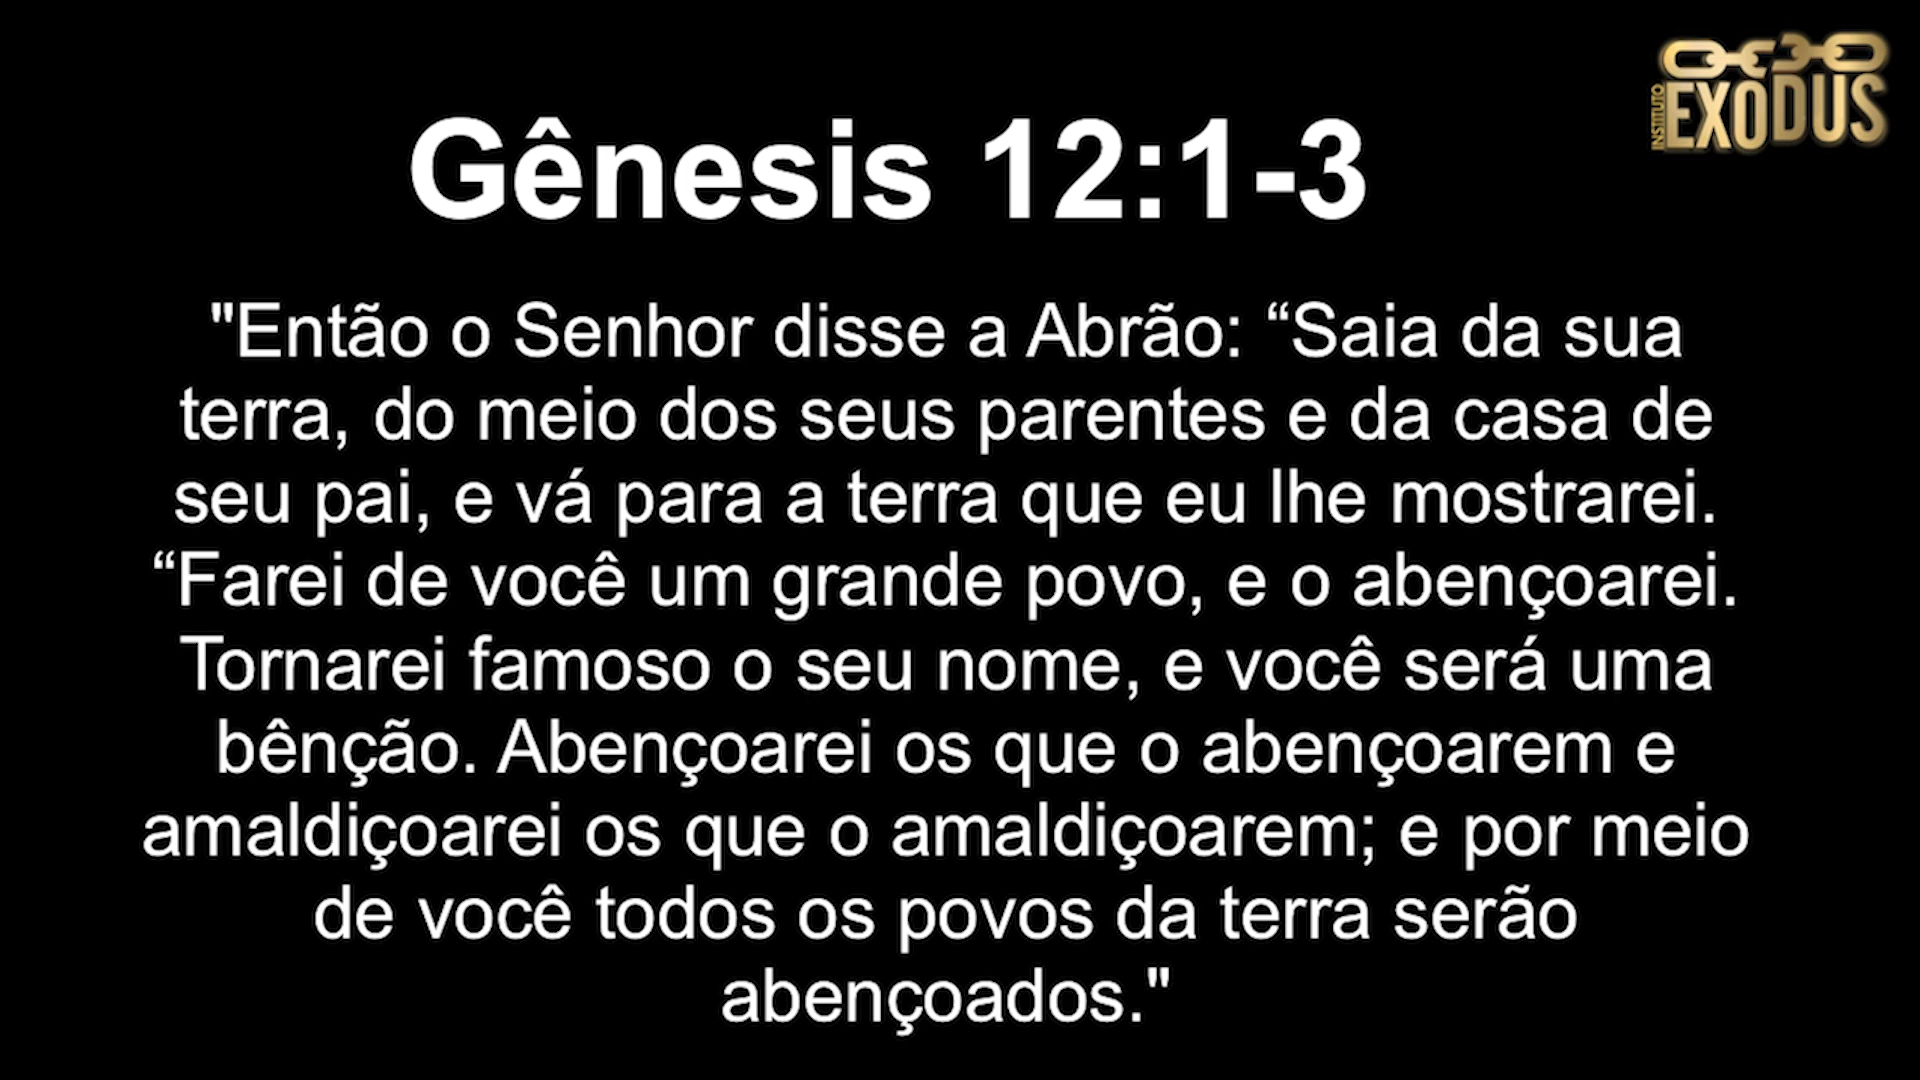 INSTITUTO
EXODUS
Gênesis 12:1-3
"Então o Senhor disse a Abrão: “Saia da sua
terra, do meio dos seus parentes e da casa de
seu pai, e vá para a terra que eu lhe mostrarei.
“Farei de você um grande povo, e o abençoarei.
Tornarei famoso o seu nome, e você será uma
bênção. Abençoarei os que o abençoarem e
amaldiçoarei os que o amaldiçoarem; e por meio
de você todos os povos da terra serão
abençoados."